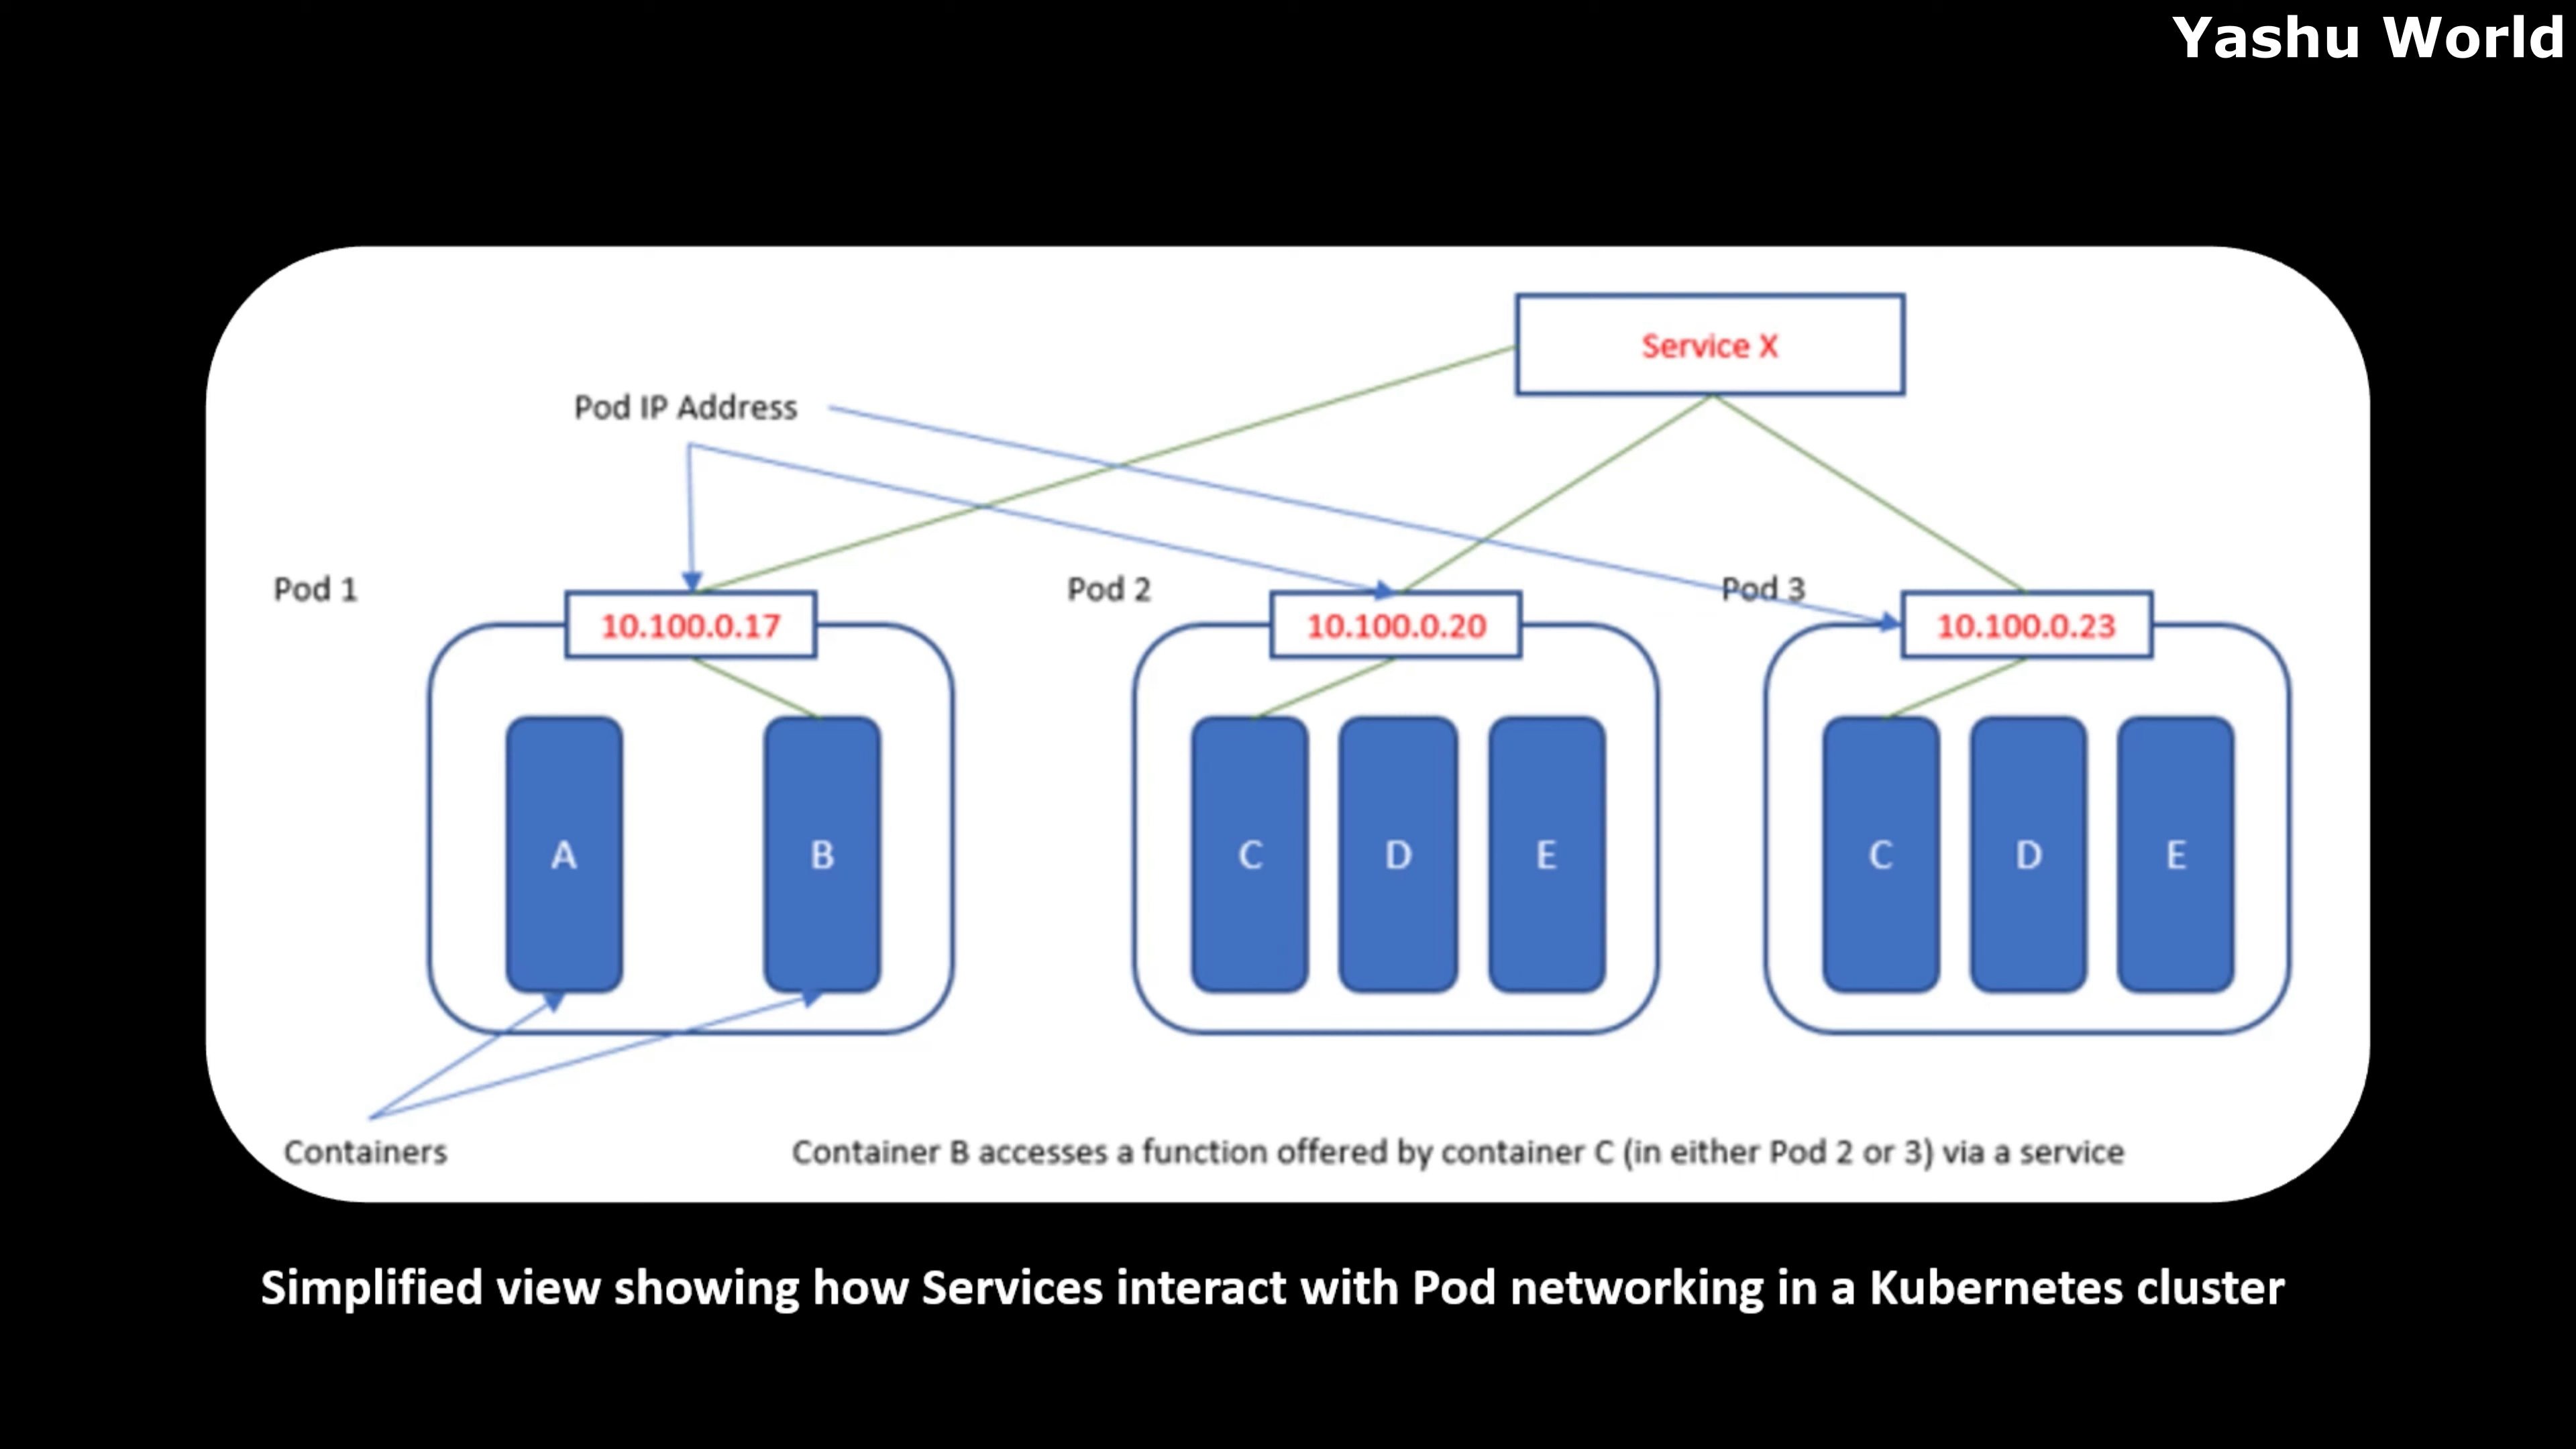 Yashu World
Service X
Pod IP Address
Pod 1
Pod 2
Pod 3
10.100.0.17
10.100.0.20
10.100.0.23
A
B
C
D
E
C
D
E
Containers
Container B accesses a function offered by container C (in either Pod 2 or 3) via a service
Simplified view showing how Services interact with Pod networking in a Kubernetes cluster